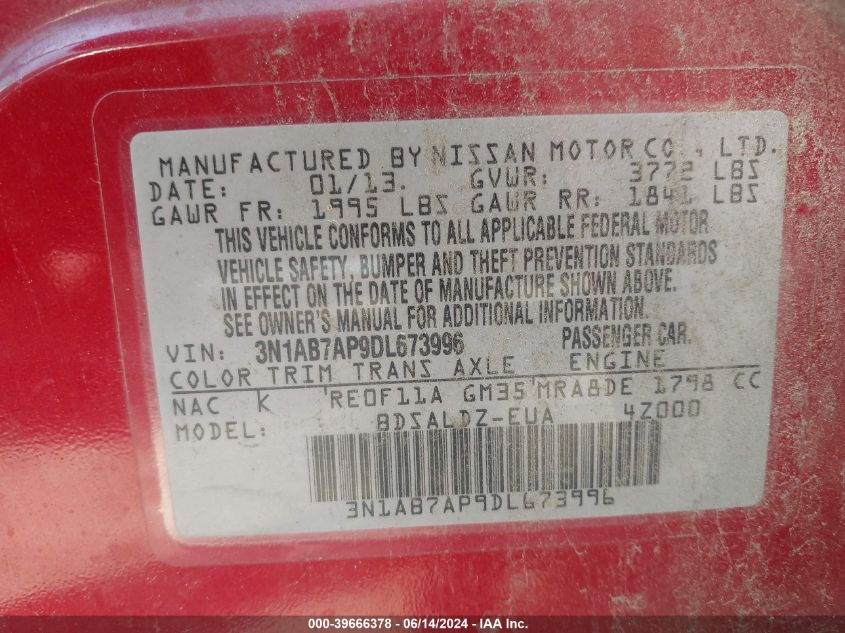 MANUFACTURED BY NISSAN MOTOR CO., LTD.
DATE: 01/13. GVWR: 3772 LBS
GAWR FR: 1995 LBS GAWR RR: 1841 LBS
THIS VEHICLE CONFORMS TO ALL APPLICABLE FEDERAL MOTOR
VEHICLE SAFETY, BUMPER AND THEFT PREVENTION STANDARDS
IN EFFECT ON THE DATE OF MANUFACTURE SHOWN ABOVE.
SEE OWNER'S MANUAL FOR ADDITIONAL INFORMATION.
VIN: 3N1AB7AP9DL673996 PASSENGER CAR.
COLOR TRIM TRANS AXLE ENGINE
NAC K RE0F11A GM35 MRA8DE 1798 CC
MODEL: BDSALDZ-EUA 4Z000
3N1AB7AP9DL673996
000-39666378 - 06/14/2024 - IAA Inc.